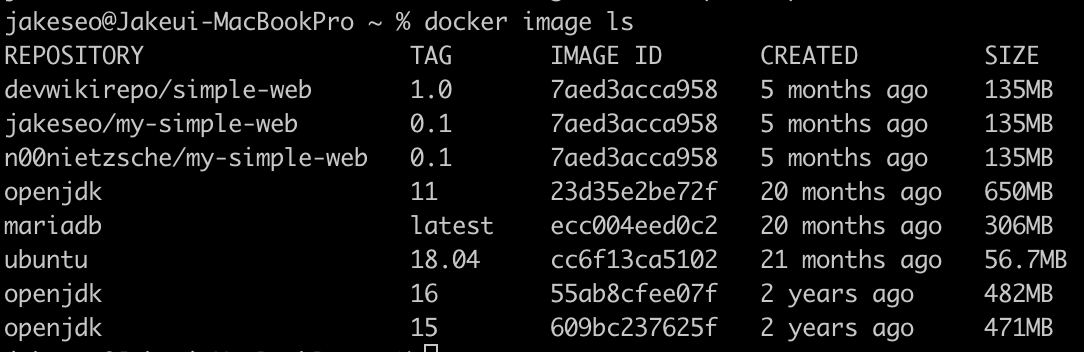 jakeseo@Jakeui-MacBookPro ~ % docker image ls
REPOSITORY TAG IMAGE ID CREATED SIZE
devwikirepo/simple-web 1.0 7aed3acca958 5 months ago 135MB
jakeseo/my-simple-web 0.1 7aed3acca958 5 months ago 135MB
n00nietzsche/my-simple-web 0.1 7aed3acca958 5 months ago 135MB
openjdk 11 23d35e2be72f 20 months ago 650MB
mariadb latest ecc004eed0c2 20 months ago 306MB
ubuntu 18.04 cc6f13ca5102 21 months ago 56.7MB
openjdk 16 55ab8cfee07f 2 years ago 482MB
openjdk 15 609bc237625f 2 years ago 471MB